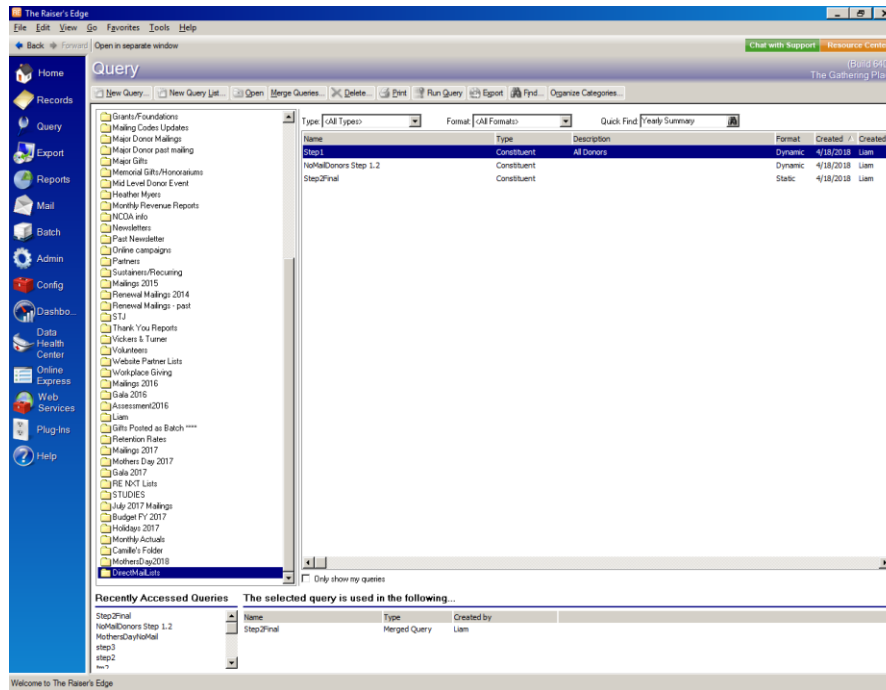 The Raiser's Edge
File Edit View Go Favorites Tools Help
Back Forward Open in separate window
Chat with Support Resource Cente
Query
(Build 64
The Gathering Pla
New Query... New Query List... Open Merge Queries... Delete... Print Run Query Export Find... Organize Categories...
Home
Records
Query
Export
Reports
Mail
Batch
Admin
Config
Dashbo...
Data
Health
Center
Online
Express
Web
Services
Plug-Ins
Help
Grants/Foundations
Mailing Codes Updates
Major Donor Mailings
Major Donor past mailing
Major Gifts
Memorial Gifts/Honorariums
Mid Level Donor Event
Heather Myers
Monthly Revenue Reports
NCOA info
Newsletters
Past Newsletter
Online campaigns
Partners
Sustainers/Recurring
Mailings 2015
Renewal Mailings 2014
Renewal Mailings - past
STJ
Thank You Reports
Vickers & Turner
Volunteers
Website Partner Lists
Workplace Giving
Mailings 2016
Gala 2016
Assessment2016
Liam
Gifts Posted as Batch ****
Retention Rates
Mailings 2017
Mothers Day 2017
Gala 2017
RE NXT Lists
STUDIES
July 2017 Mailings
Budget FY 2017
Holidays 2017
Monthly Actuals
Camille's Folder
MothersDay2018
DirectMailLists
Type: <All Types> Format: <All Formats> Quick Find: Yearly Summary
Name Type Description Format Created Created
Step1 Constituent All Donors Dynamic 4/18/2018 Liam
NoMailDonors Step 1.2 Constituent Dynamic 4/18/2018 Liam
Step2Final Constituent Static 4/18/2018 Liam
Only show my queries
Recently Accessed Queries
Step2Final
NoMailDonors Step 1.2
MothersDayNoMail
step3
step2
The selected query is used in the following...
Name Type Created by
Step2Final Merged Query Liam
Welcome to The Raiser's Edge